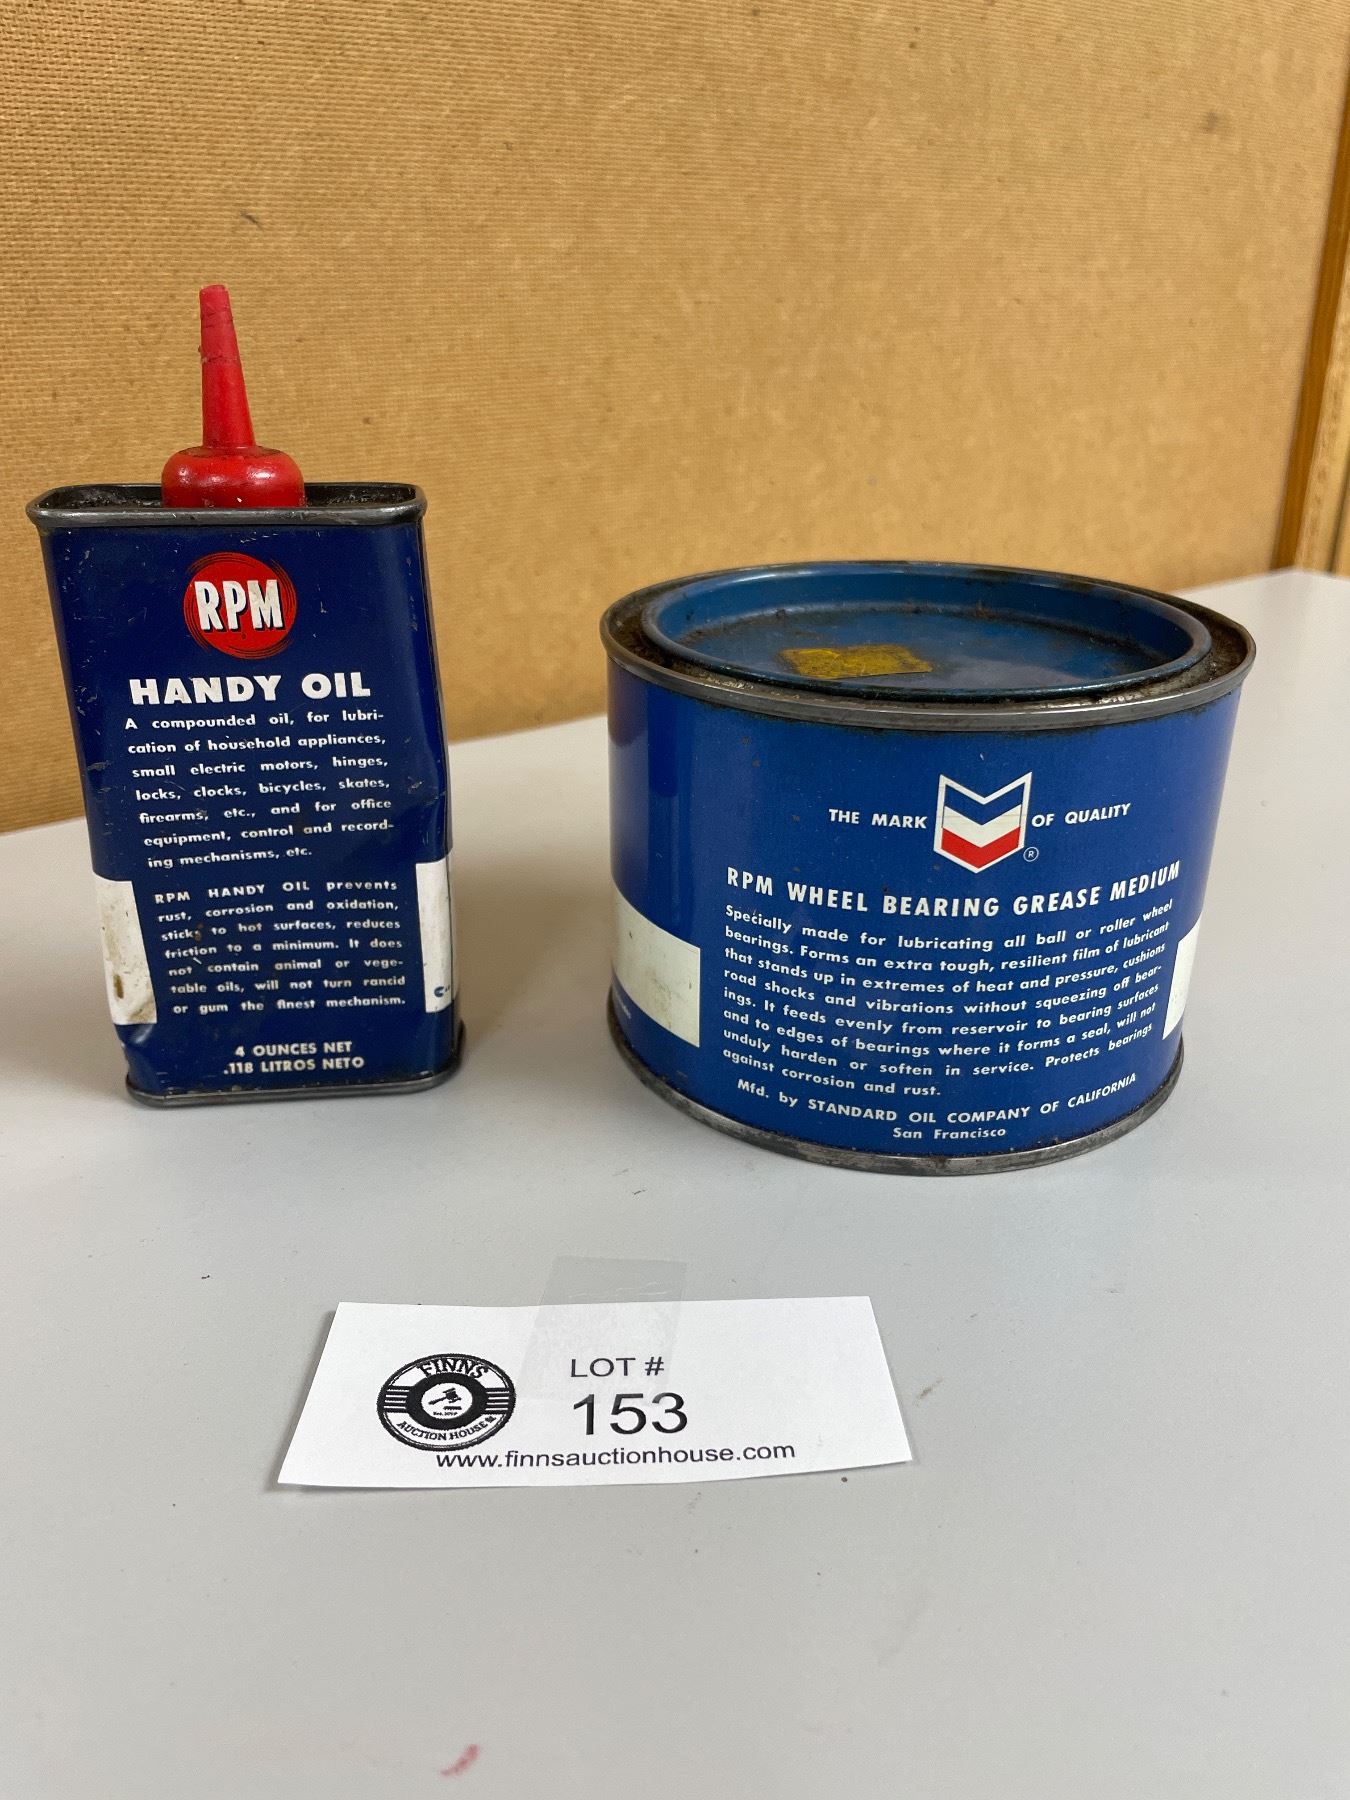 RPM
HANDY OIL
A compounded oil, for lubri-
cation of household appliances,
small electric motors, hinges,
locks, clocks, bicycles, skates,
firearms, etc., and for office
equipment, control and record-
ing mechanisms, etc.
RPM HANDY OIL prevents
rust, corrosion and oxidation,
sticks to hot surfaces, reduces
friction to a minimum. It does
not contain animal or vege-
table oils, will not turn rancid
or gum the finest mechanism.
4 OUNCES NET
.118 LITROS NETO
THE MARK OF QUALITY
®
RPM WHEEL BEARING GREASE MEDIUM
Specially made for lubricating all ball or roller wheel
bearings. Forms an extra tough, resilient film of lubricant
that stands up in extremes of heat and pressure, cushions
road shocks and vibrations without squeezing off bear-
ings. It feeds evenly from reservoir to bearing surfaces
and to edges of bearings where it forms a seal, will not
unduly harden or soften in service. Protects bearings
against corrosion and rust.
Mfd. by STANDARD OIL COMPANY OF CALIFORNIA
San Francisco
FINNS
AUCTION HOUSE
LOT #
153
www.finnsauctionhouse.com